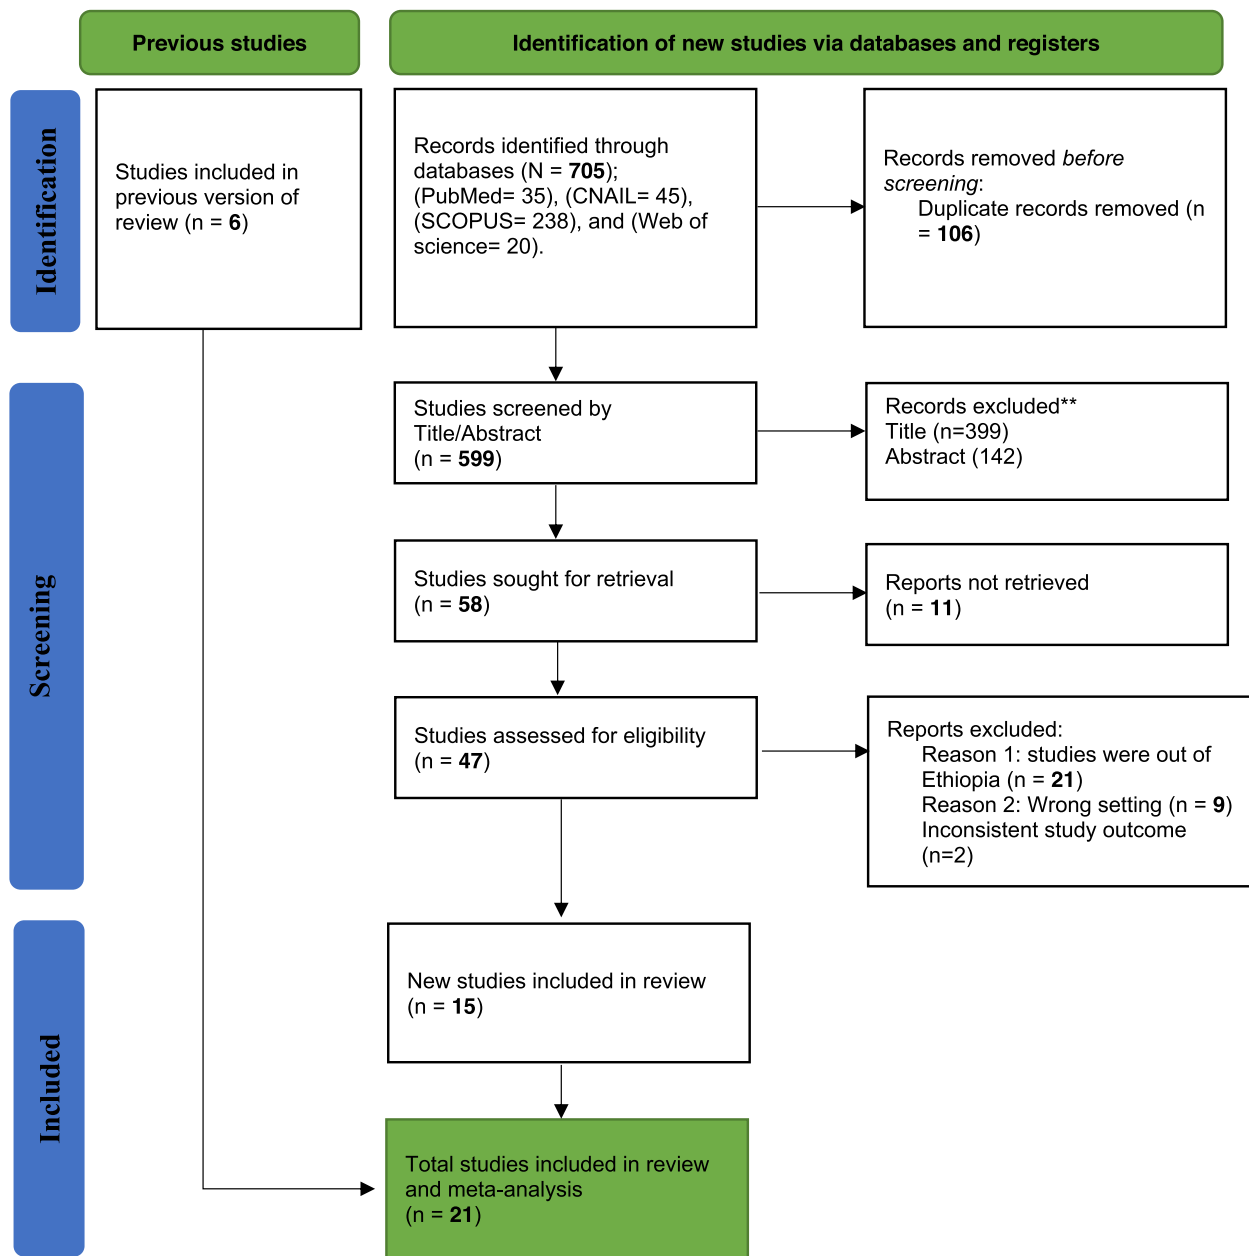 Previous studies
Identification of new studies via databases and registers
Identification
Studies included in
previous version of
review (n = 6)
Records identified through
databases (N = 705);
(PubMed= 35), (CNAIL= 45),
(SCOPUS= 238), and (Web of
science= 20).
Records removed before
screening:
Duplicate records removed (n
= 106)
Screening
Studies screened by
Title/Abstract
(n = 599)
Records excluded**
Title (n=399)
Abstract (142)
Studies sought for retrieval
(n = 58)
Reports not retrieved
(n = 11)
Studies assessed for eligibility
(n = 47)
Reports excluded:
Reason 1: studies were out of
Ethiopia (n = 21)
Reason 2: Wrong setting (n = 9)
Inconsistent study outcome
(n=2)
Included
New studies included in review
(n = 15)
Total studies included in review
and meta-analysis
(n = 21)